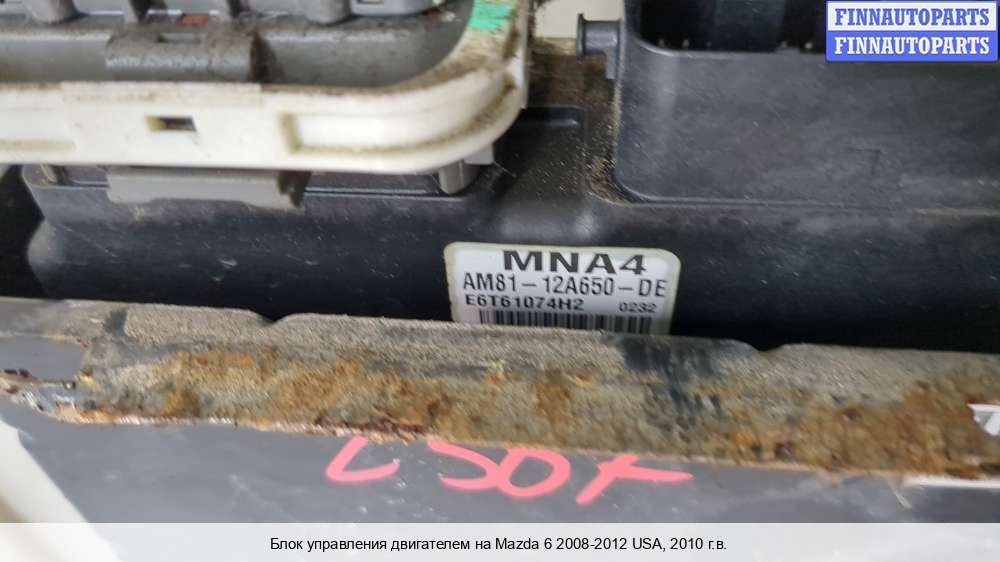 FINNAUTOPARTS
FINNAUTOPARTS
MNA4
AM81-12A650-DE
E6T61074H2 0232
Блок управления двигателем на Mazda 6 2008-2012 USA, 2010 г.в.